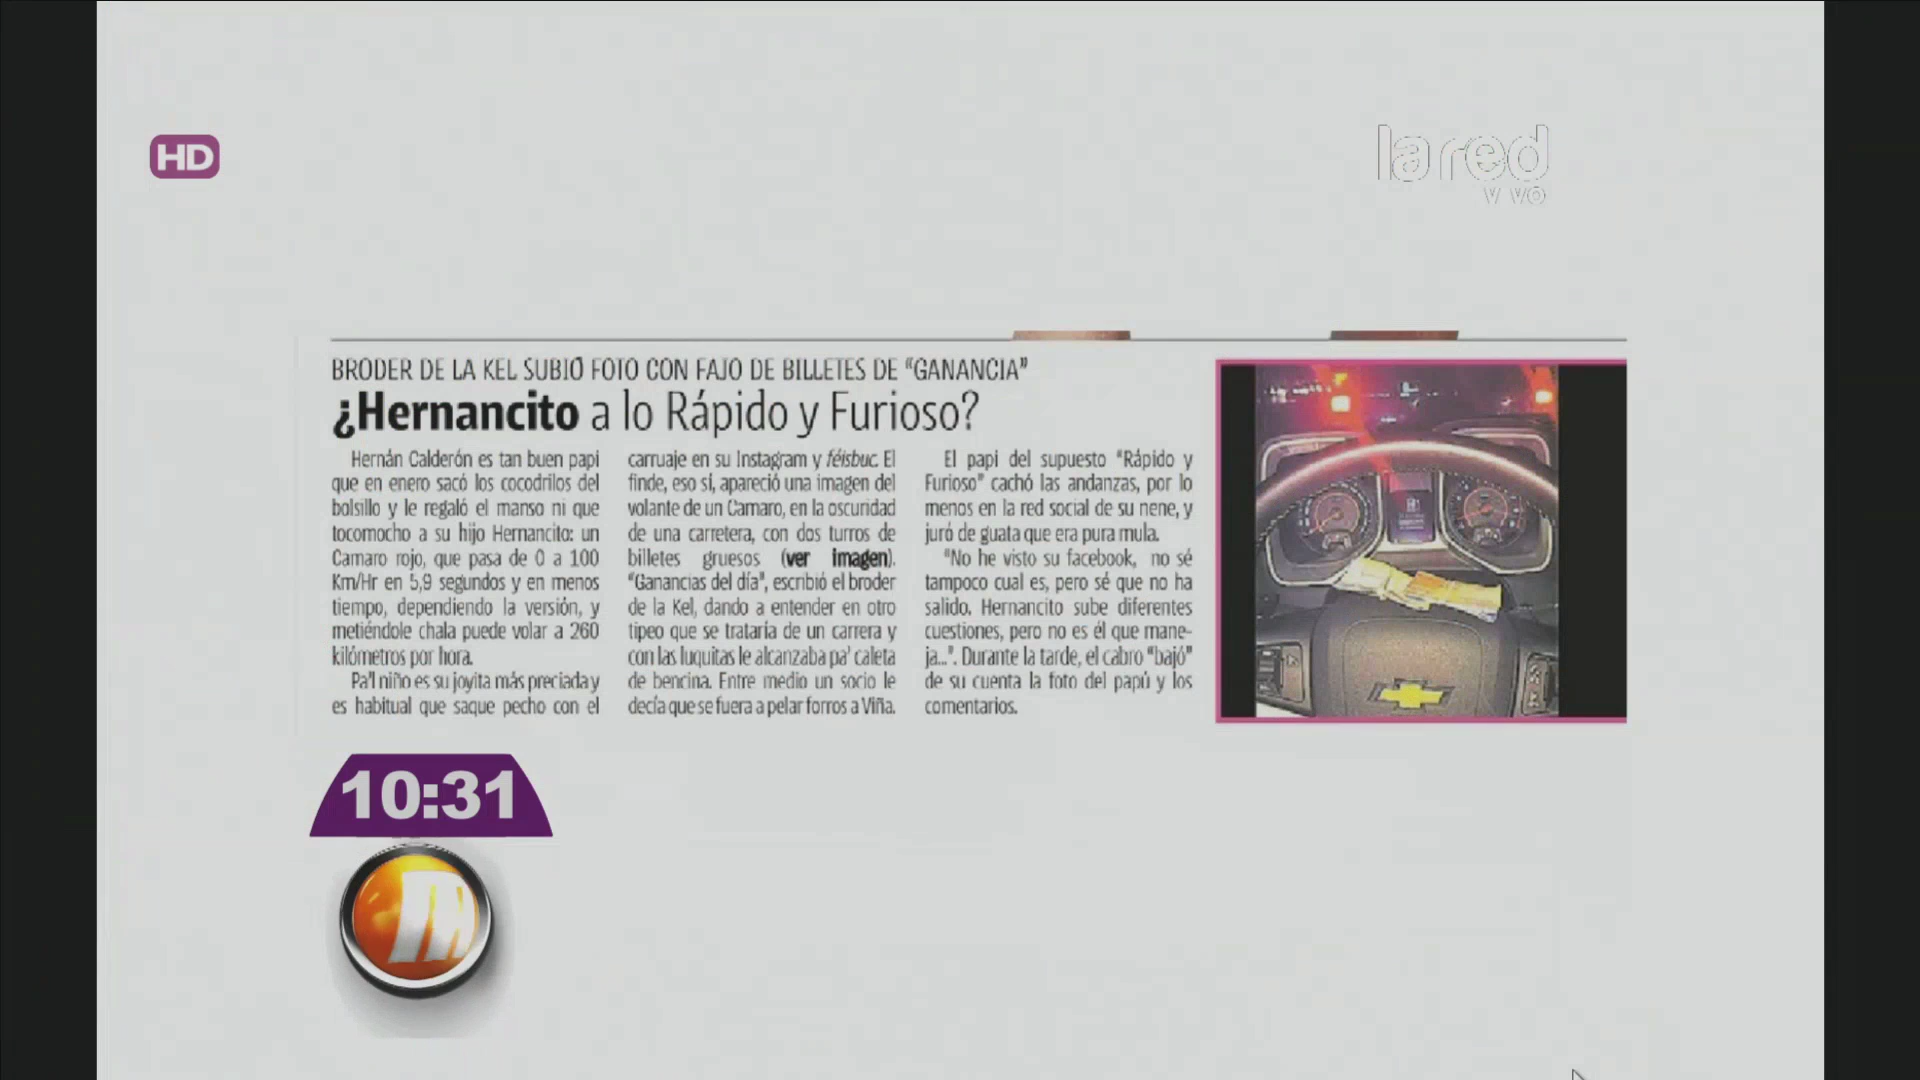 HD
la red
vivo
BRODER DE LA KEL SUBIÓ FOTO CON FAJO DE BILLETES DE “GANANCIA”
¿Hernancito a lo Rápido y Furioso?
Hernán Calderón es tan buen papi
que en enero sacó los cocodrilos del
bolsillo y le regaló el manso ni que
tocomocho a su hijo Hernancito: un
Camaro rojo, que pasa de 0 a 100
Km/Hr en 5,9 segundos y en menos
tiempo, dependiendo la versión, y
metiéndole chala puede volar a 260
kilómetros por hora.
Pa'l niño es su joyita más preciada y
es habitual que saque pecho con el
carruaje en su Instagram y féisbuc. El
finde, eso sí, apareció una imagen del
volante de un Camaro, en la oscuridad
de una carretera, con dos turros de
billetes gruesos (ver imagen).
“Ganancias del día”, escribió el broder
de la Kel, dando a entender en otro
tipeo que se trataría de un carrera y
con las luquitas le alcanzaba pa' caleta
de bencina. Entre medio un socio le
decía que se fuera a pelar forros a Viña.
El papi del supuesto “Rápido y
Furioso” cachó las andanzas, por lo
menos en la red social de su nene, y
juró de guata que era pura mula.
“No he visto su facebook, no sé
tampoco cual es, pero sé que no ha
salido. Hernancito sube diferentes
cuestiones, pero no es él que mane-
ja...”. Durante la tarde, el cabro “bajó”
de su cuenta la foto del papú y los
comentarios.
10:31